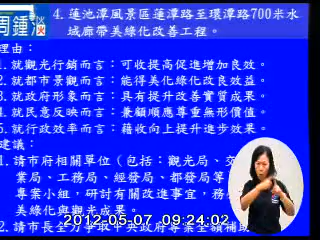 周鍾
4.蓮池潭風景區蓮潭路至環潭路700米水
域廊帶美綠化改善工程。
理由：
1.就觀光行銷而言：可收提高促進增加良效。
2.就都市景觀而言：能得美化綠化改良效益。
3.就政府形象而言：具有提升改善實質成果。
4.就民意反映而言：兼顧順應尊重無形價值。
5.就行政效率而言：藉收向上提升進步效果。
建議：
1.請市府相關單位（包括：觀光局、交
業局、工務局、經發局、都發局等
專案小組，研討有關改進事宜，務
美綠化與觀光成果。
2.請市長全力爭取中央政府專案全額補助
2012-05-07 09:24:02